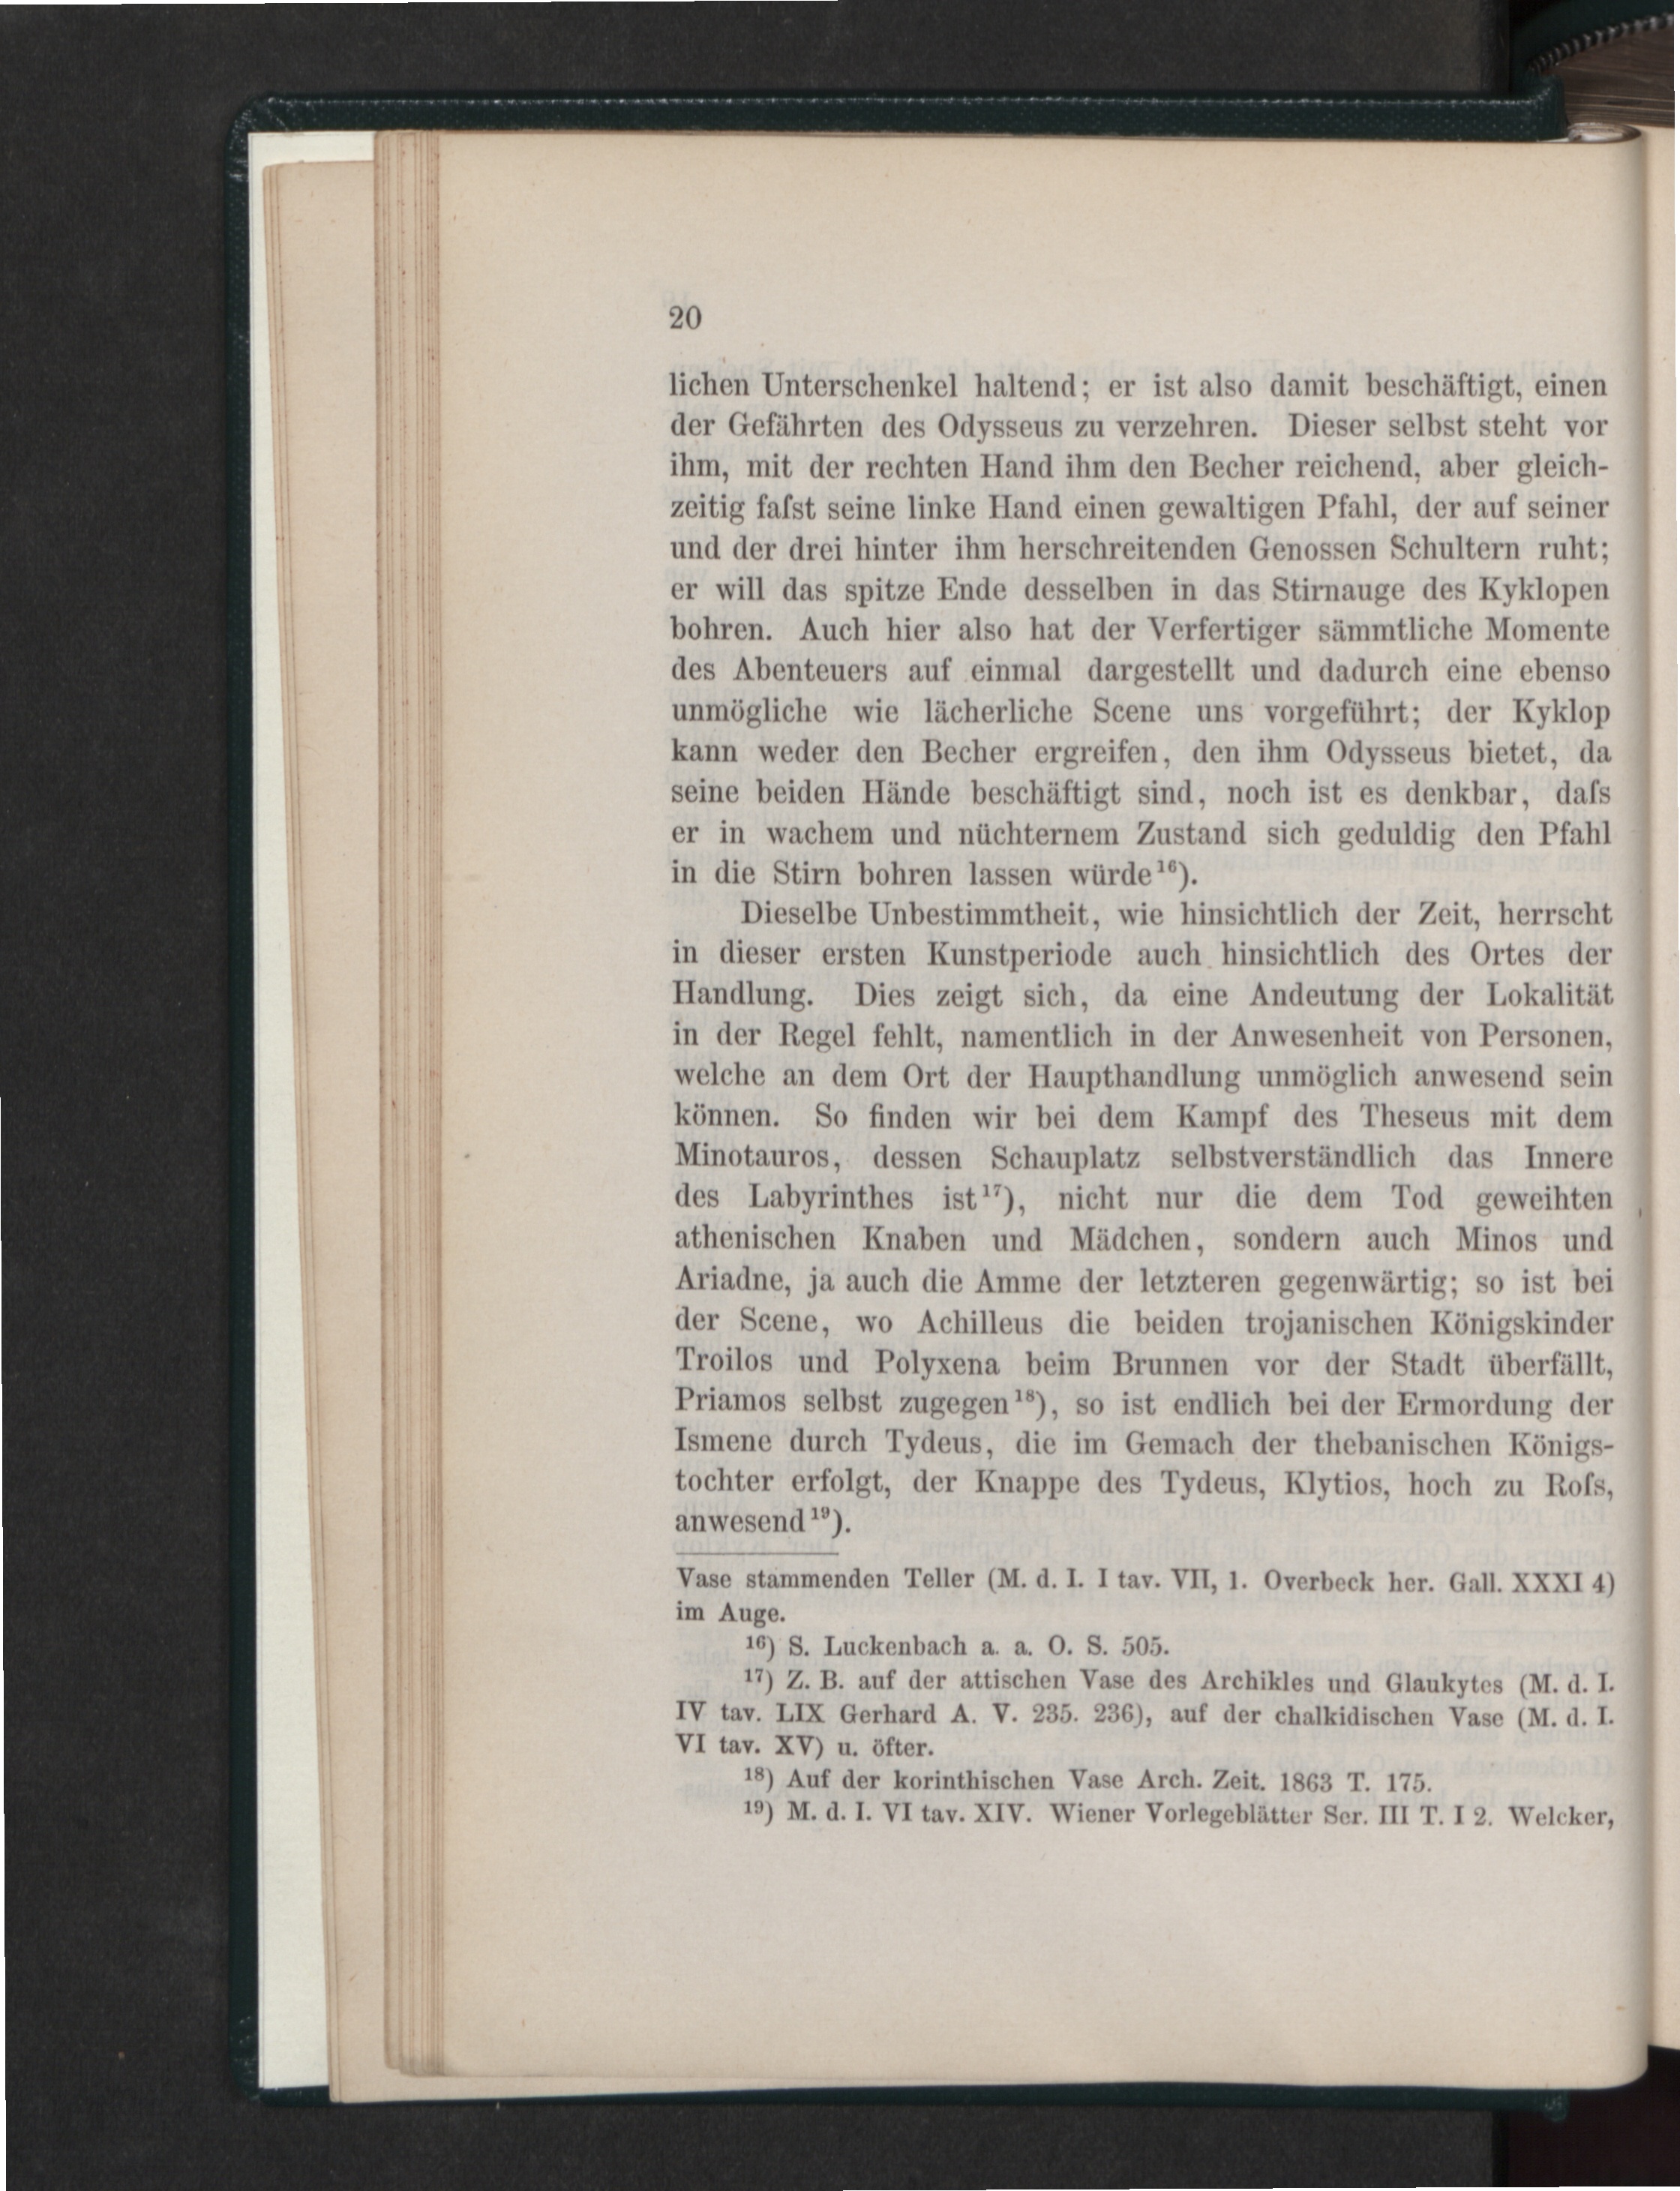 20
lichen Unterschenkel haltend; er ist also damit beschäftigt, einen
der Gefährten des Odysseus zu verzehren. Dieser selbst steht vor
ihm, mit der rechten Hand ihm den Becher reichend, aber gleich-
zeitig faſst seine linke Hand einen gewaltigen Pfahl, der auf seiner
und der drei hinter ihm herschreitenden Genossen Schultern ruht;
er will das spitze Ende desselben in das Stirnauge des Kyklopen
bohren. Auch hier also hat der Verfertiger sämmtliche Momente
des Abenteuers auf einmal dargestellt und dadurch eine ebenso
unmögliche wie lächerliche Scene uns vorgeführt; der Kyklop
kann weder den Becher ergreifen, den ihm Odysseus bietet, da
seine beiden Hände beschäftigt sind, noch ist es denkbar, daſs
er in wachem und nüchternem Zustand sich geduldig den Pfahl
in die Stirn bohren lassen würde¹⁶).
Dieselbe Unbestimmtheit, wie hinsichtlich der Zeit, herrscht
in dieser ersten Kunstperiode auch hinsichtlich des Ortes der
Handlung. Dies zeigt sich, da eine Andeutung der Lokalität
in der Regel fehlt, namentlich in der Anwesenheit von Personen,
welche an dem Ort der Haupthandlung unmöglich anwesend sein
können. So finden wir bei dem Kampf des Theseus mit dem
Minotauros, dessen Schauplatz selbstverständlich das Innere
des Labyrinthes ist¹⁷), nicht nur die dem Tod geweihten
athenischen Knaben und Mädchen, sondern auch Minos und
Ariadne, ja auch die Amme der letzteren gegenwärtig; so ist bei
der Scene, wo Achilleus die beiden trojanischen Königskinder
Troilos und Polyxena beim Brunnen vor der Stadt überfällt,
Priamos selbst zugegen¹⁸), so ist endlich bei der Ermordung der
Ismene durch Tydeus, die im Gemach der thebanischen Königs-
tochter erfolgt, der Knappe des Tydeus, Klytios, hoch zu Roſs,
anwesend¹⁹).
Vase stammenden Teller (M. d. I. I tav. VII, 1. Overbeck her. Gall. XXXI 4)
im Auge.
¹⁶) S. Luckenbach a. a. O. S. 505.
¹⁷) Z. B. auf der attischen Vase des Archikles und Glaukytes (M. d. I.
IV tav. LIX Gerhard A. V. 235. 236), auf der chalkidischen Vase (M. d. I.
VI tav. XV) u. öfter.
¹⁸) Auf der korinthischen Vase Arch. Zeit. 1863 T. 175.
¹⁹) M. d. I. VI tav. XIV. Wiener Vorlegeblätter Ser. III T. I 2. Welcker,